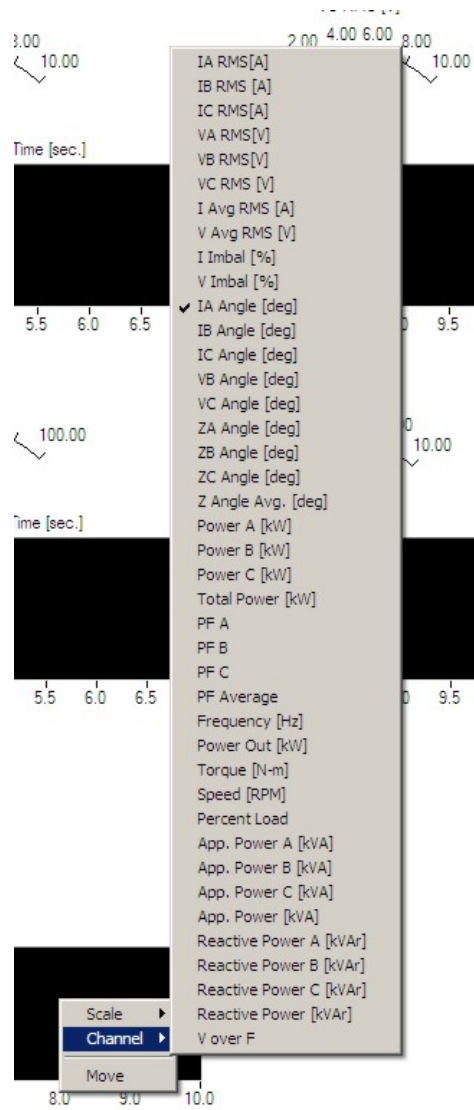 3.00
2.00 4.00 6.00 8.00
10.00
10.00
IA RMS[A]
IB RMS [A]
IC RMS[A]
VA RMS[V]
VB RMS[V]
VC RMS [V]
I Avg RMS [A]
V Avg RMS [V]
I Imbal [%]
V Imbal [%]
IA Angle [deg]
IB Angle [deg]
IC Angle [deg]
VB Angle [deg]
VC Angle [deg]
ZA Angle [deg]
ZB Angle [deg]
ZC Angle [deg]
Z Angle Avg. [deg]
Power A [kW]
Power B [kW]
Power C [kW]
Total Power [kW]
PF A
PF B
PF C
PF Average
Frequency [Hz]
Power Out [kW]
Torque [N-m]
Speed [RPM]
Percent Load
App. Power A [kVA]
App. Power B [kVA]
App. Power C [kVA]
App. Power [kVA]
Reactive Power A [kVAr]
Reactive Power B [kVAr]
Reactive Power C [kVAr]
Reactive Power [kVAr]
V over F
Time [sec.]
5.5 6.0 6.5
9.5
100.00
10.00
Time [sec.]
5.5 6.0 6.5
9.5
Scale
Channel
Move
8.0 9.0 10.0